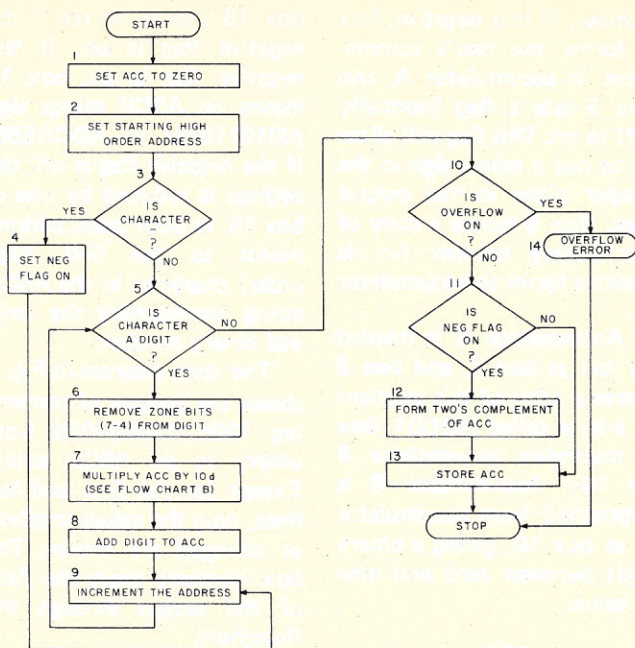 START
1
SET ACC. TO ZERO
2
SET STARTING HIGH
ORDER ADDRESS
3
IS
CHARACTER
–
?
YES
NO
4
SET NEG
FLAG ON
5
IS
CHARACTER
A DIGIT
?
NO
YES
6
REMOVE ZONE BITS
(7-4) FROM DIGIT
7
MULTIPLY ACC BY 10d
(SEE FLOW CHART B)
8
ADD DIGIT TO ACC
9
INCREMENT THE ADDRESS
10
IS
OVERFLOW
ON
?
YES
NO
14
OVERFLOW
ERROR
11
IS
NEG FLAG
ON
?
NO
YES
12
FORM TWO'S COMPLEMENT
OF ACC
13
STORE ACC
STOP